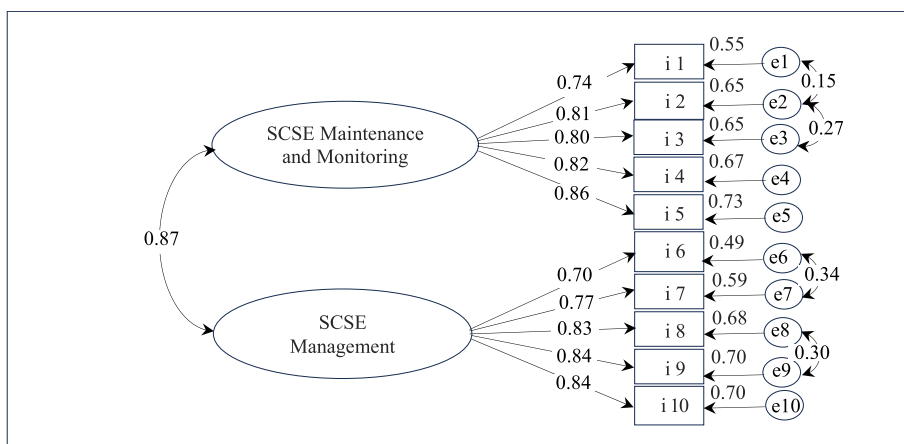 0.55
i 1
e1
0.74
0.15
0.65
i 2
e2
0.81
SCSE Maintenance
and Monitoring
0.27
0.65
0.80
i 3
e3
0.82
0.67
i 4
e4
0.86
0.73
i 5
e5
0.87
0.49
i 6
e6
0.70
0.34
0.59
i 7
e7
0.77
SCSE
Management
0.68
0.83
i 8
e8
0.84
0.30
0.70
i 9
e9
0.84
0.70
i 10
e10